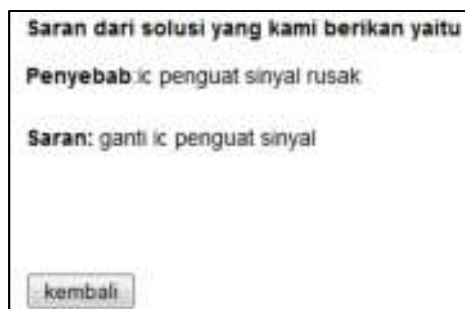 Saran dari solusi yang kami berikan yaitu
Penyebab:ic penguat sinyal rusak
Saran: ganti ic penguat sinyal
kembali